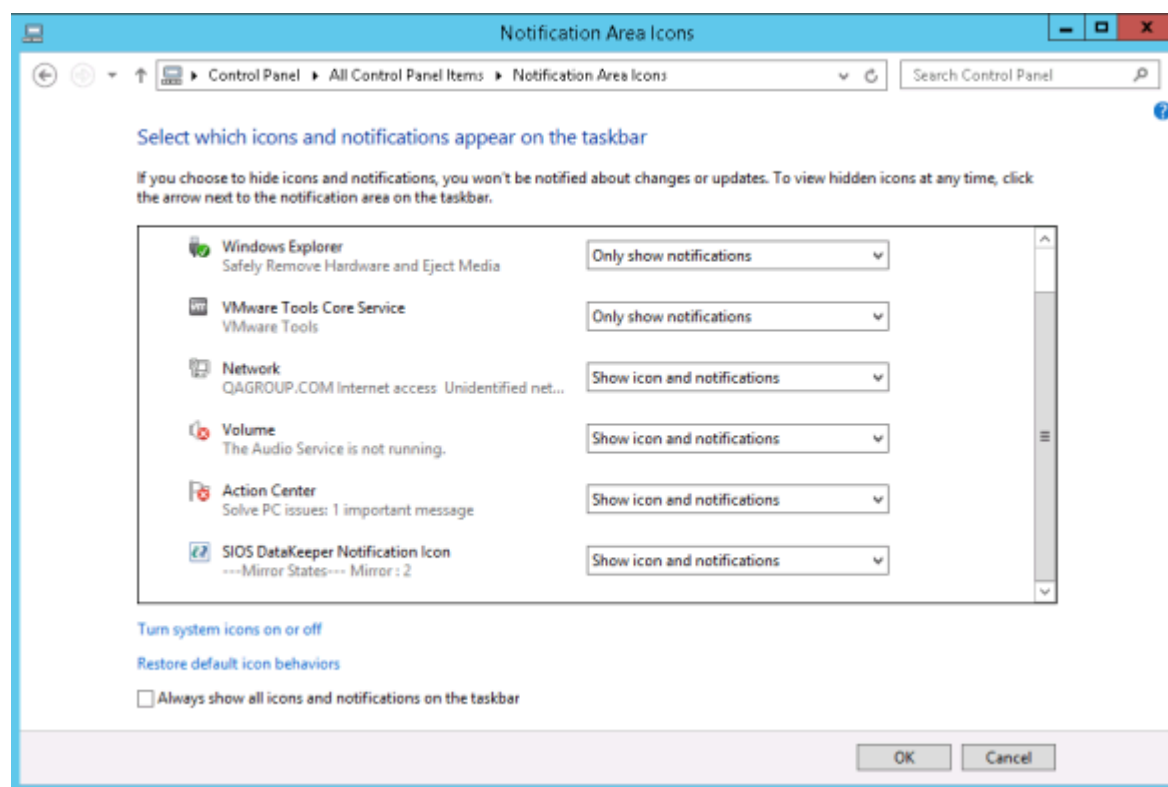 Notification Area Icons
Control Panel All Control Panel Items Notification Area Icons
Search Control Panel
Select which icons and notifications appear on the taskbar
If you choose to hide icons and notifications, you won't be notified about changes or updates. To view hidden icons at any time, click
the arrow next to the notification area on the taskbar.
Windows Explorer
Safely Remove Hardware and Eject Media
Only show notifications
VMware Tools Core Service
VMware Tools
Only show notifications
Network
QAGROUP.COM Internet access Unidentified net...
Show icon and notifications
Volume
The Audio Service is not running.
Show icon and notifications
Action Center
Solve PC issues: 1 important message
Show icon and notifications
SIOS DataKeeper Notification Icon
---Mirror States--- Mirror : 2
Show icon and notifications
Turn system icons on or off
Restore default icon behaviors
Always show all icons and notifications on the taskbar
OK
Cancel